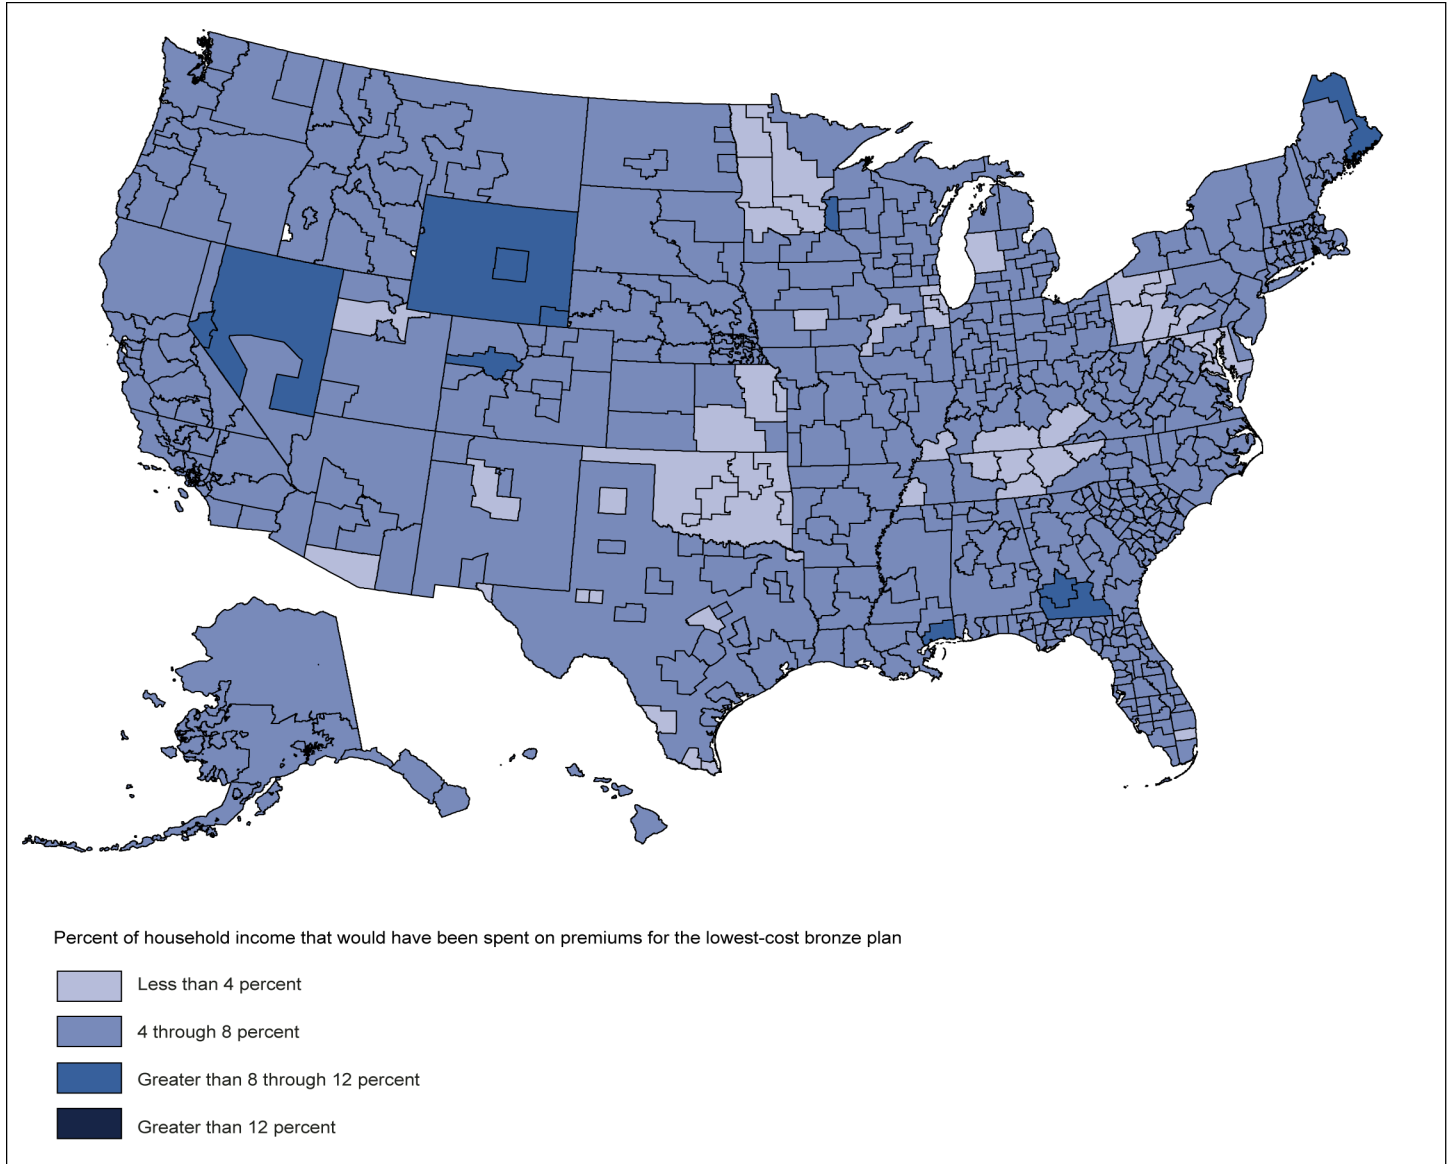 Percent of household income that would have been spent on premiums for the lowest-cost bronze plan
Less than 4 percent
4 through 8 percent
Greater than 8 through 12 percent
Greater than 12 percent